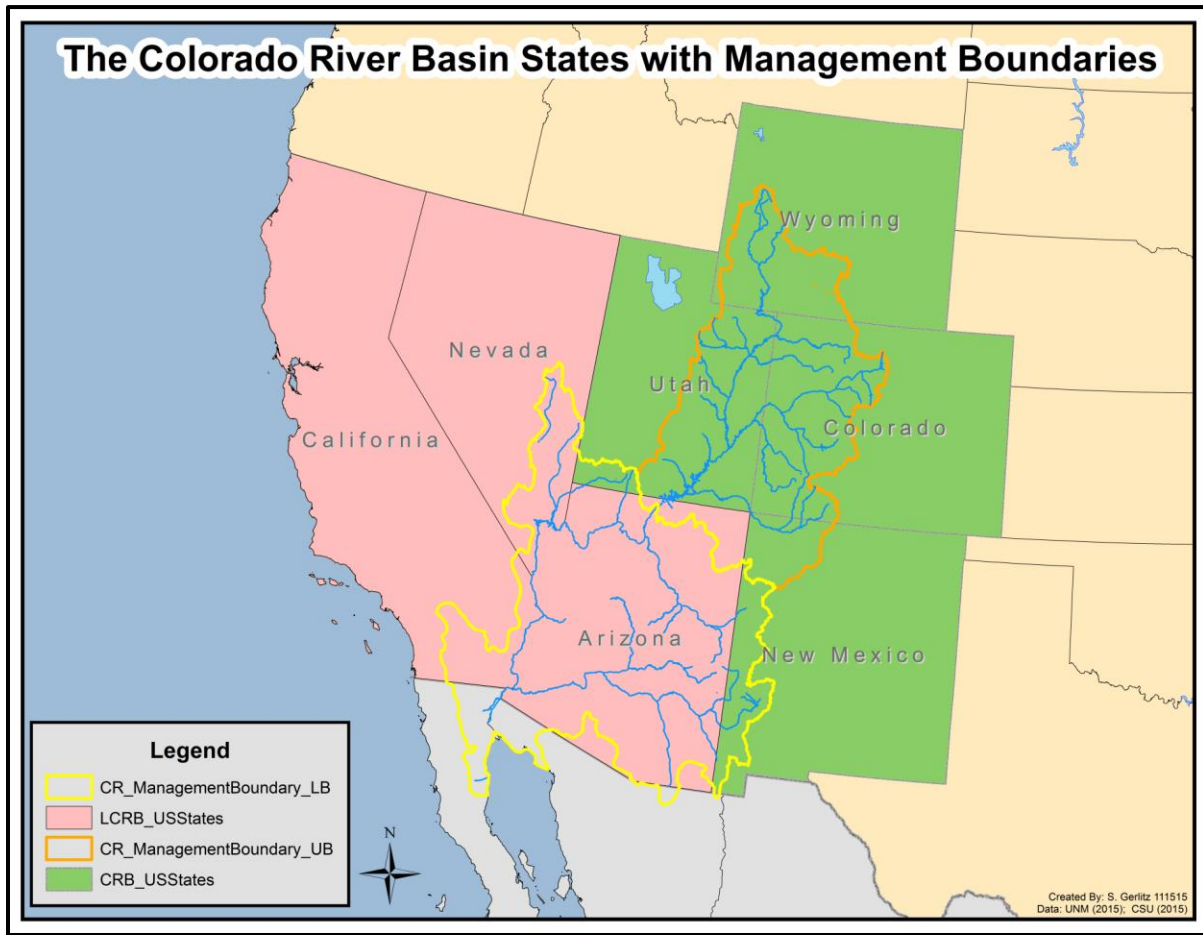 The Colorado River Basin States with Management Boundaries
Wyoming
Nevada
Utah
California
Colorado
Arizona
New Mexico
Legend
CR_ManagementBoundary_LB
LCRB_USStates
CR_ManagementBoundary_UB
CRB_USStates
N
Created By: S. Gerlitz 111515
Data: UNM (2015); CSU (2015)